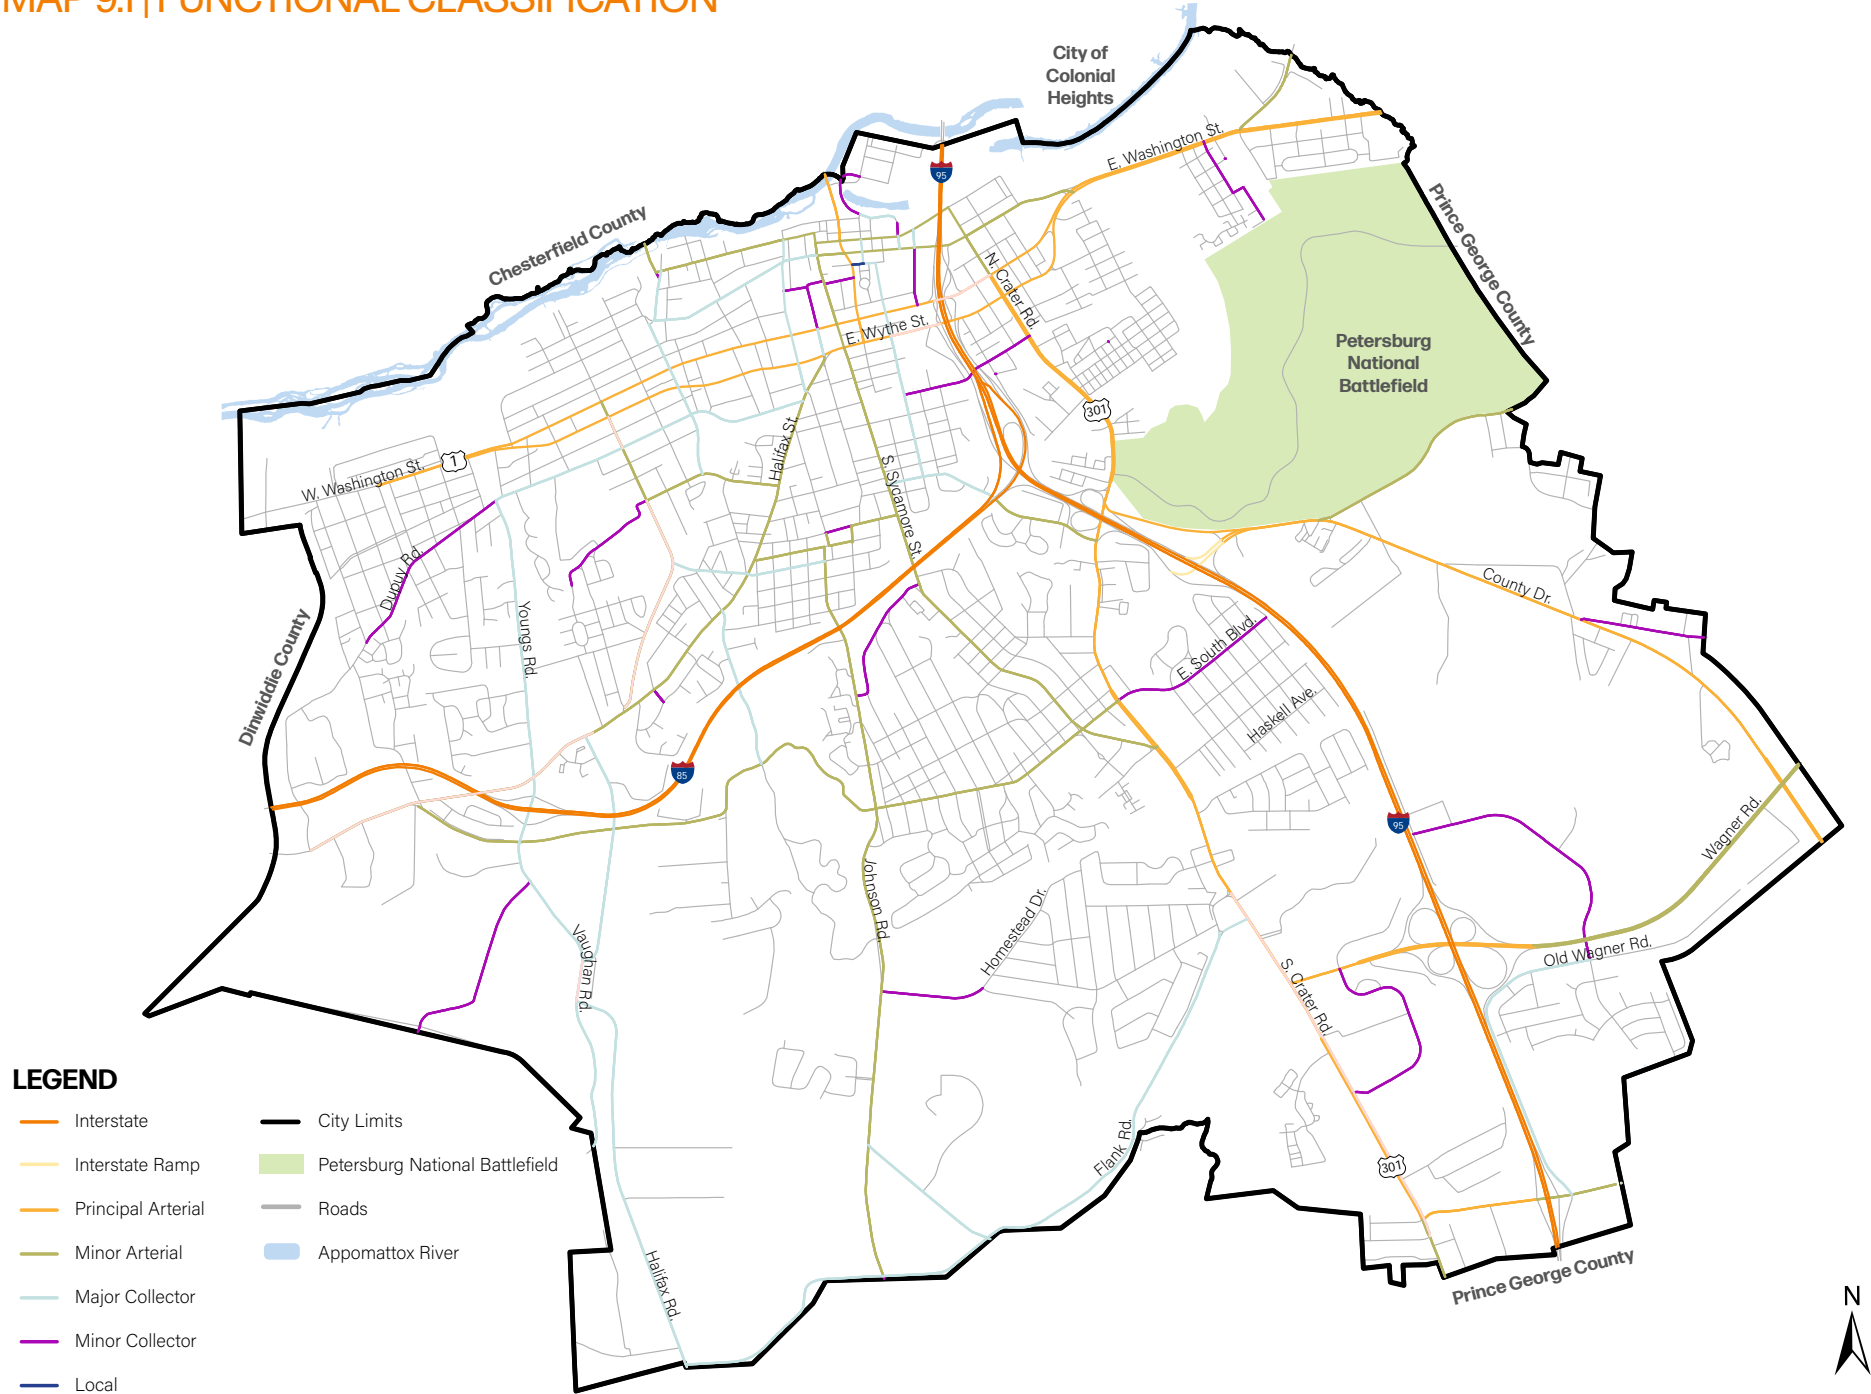 MAP 9.1 | FUNCTIONAL CLASSIFICATION
City of
Colonial
Heights
E. Washington St.
95
Chesterfield County
Prince George County
N. Crater Rd.
E. Wythe St.
Petersburg
National
Battlefield
301
Halifax St.
W. Washington St.
1
S. Sycamore St.
Dupuy Rd.
County Dr.
Youngs Rd.
Dinwiddie County
E. South Blvd.
Haskell Ave.
85
95
Wagner Rd.
Johnson Rd.
Homestead Dr.
Vaughan Rd.
Old Wagner Rd.
S. Crater Rd.
Flank Rd.
301
Halifax Rd.
Prince George County
LEGEND
Interstate
Interstate Ramp
Principal Arterial
Minor Arterial
Major Collector
Minor Collector
Local
City Limits
Petersburg National Battlefield
Roads
Appomattox River
N